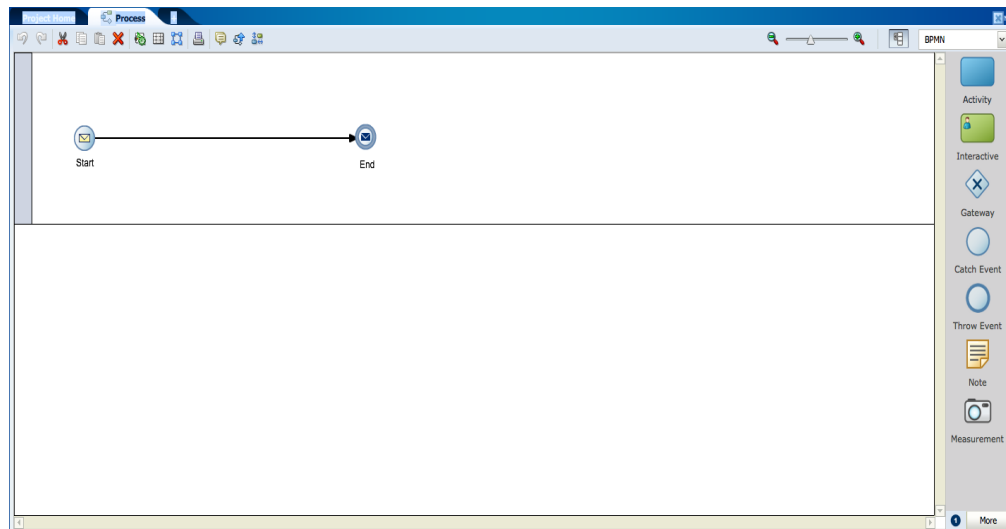 Project Home
Process
BPMN
Start
End
Activity
Interactive
Gateway
Catch Event
Throw Event
Note
Measurement
More